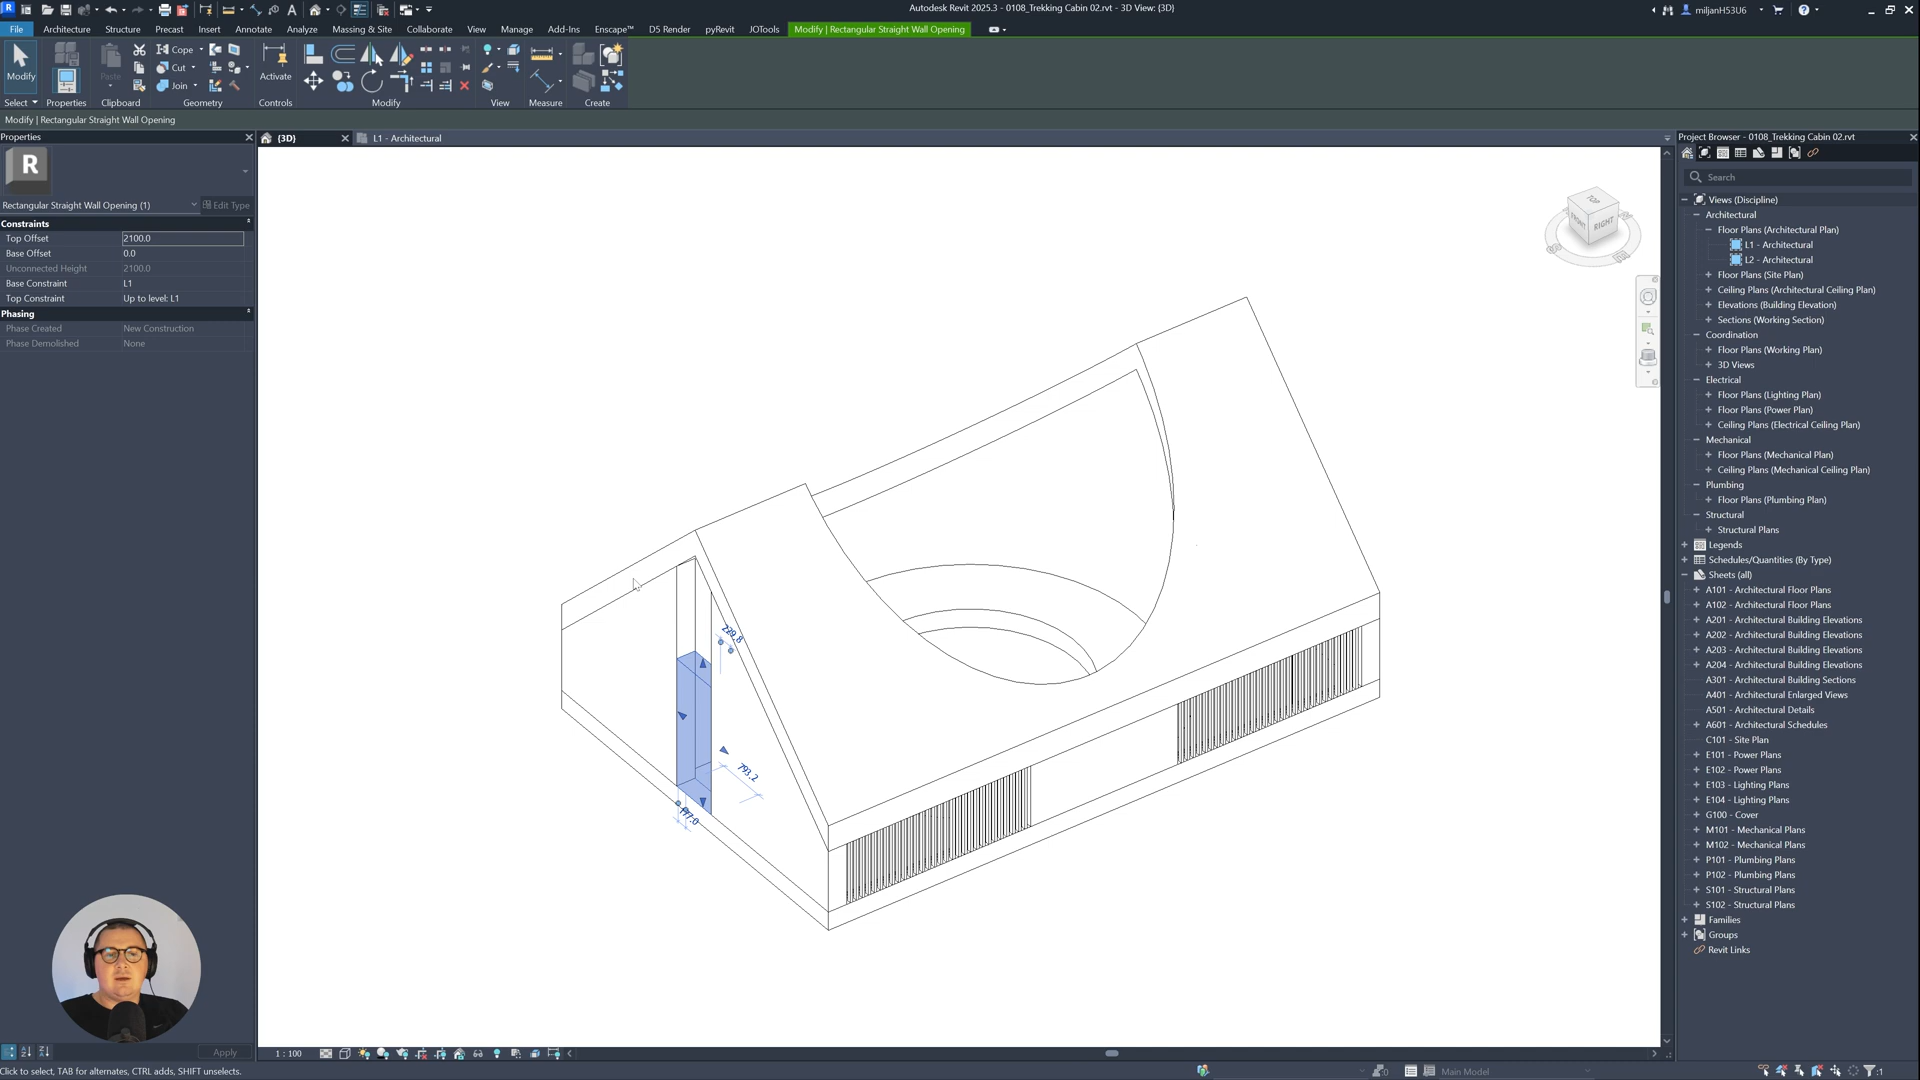 Autodesk Revit 2025.3 - 0108_Trekking Cabin 02.rvt - 3D View: {3D}
miljanH53U6
File
Architecture
Structure
Precast
Insert
Annotate
Analyze
Massing & Site
Collaborate
View
Manage
Add-Ins
Enscape™
D5 Render
pyRevit
JOTools
Modify | Rectangular Straight Wall Opening
Modify
Paste
Cope
Cut
Join
Activate
Select
Properties
Clipboard
Geometry
Controls
Modify
View
Measure
Create
Modify | Rectangular Straight Wall Opening
Properties
R
Rectangular Straight Wall Opening (1)
Edit Type
Constraints
Top Offset 2100.0
Base Offset 0.0
Unconnected Height 2100.0
Base Constraint L1
Top Constraint Up to level: L1
Phasing
Phase Created New Construction
Phase Demolished None
Apply
{3D}
L1 - Architectural
TOP
FRONT
RIGHT
229.8
793.2
177.0
Project Browser - 0108_Trekking Cabin 02.rvt
Search
Views (Discipline)
Architectural
Floor Plans (Architectural Plan)
L1 - Architectural
L2 - Architectural
Floor Plans (Site Plan)
Ceiling Plans (Architectural Ceiling Plan)
Elevations (Building Elevation)
Sections (Working Section)
Coordination
Floor Plans (Working Plan)
3D Views
Electrical
Floor Plans (Lighting Plan)
Floor Plans (Power Plan)
Ceiling Plans (Electrical Ceiling Plan)
Mechanical
Floor Plans (Mechanical Plan)
Ceiling Plans (Mechanical Ceiling Plan)
Plumbing
Floor Plans (Plumbing Plan)
Structural
Structural Plans
Legends
Schedules/Quantities (By Type)
Sheets (all)
A101 - Architectural Floor Plans
A102 - Architectural Floor Plans
A201 - Architectural Building Elevations
A202 - Architectural Building Elevations
A203 - Architectural Building Elevations
A204 - Architectural Building Elevations
A301 - Architectural Building Sections
A401 - Architectural Enlarged Views
A501 - Architectural Details
A601 - Architectural Schedules
C101 - Site Plan
E101 - Power Plans
E102 - Power Plans
E103 - Lighting Plans
E104 - Lighting Plans
G100 - Cover
M101 - Mechanical Plans
M102 - Mechanical Plans
P101 - Plumbing Plans
P102 - Plumbing Plans
S101 - Structural Plans
S102 - Structural Plans
Families
Groups
Revit Links
1 : 100
Click to select, TAB for alternates, CTRL adds, SHIFT unselects.
:0
Main Model
:1